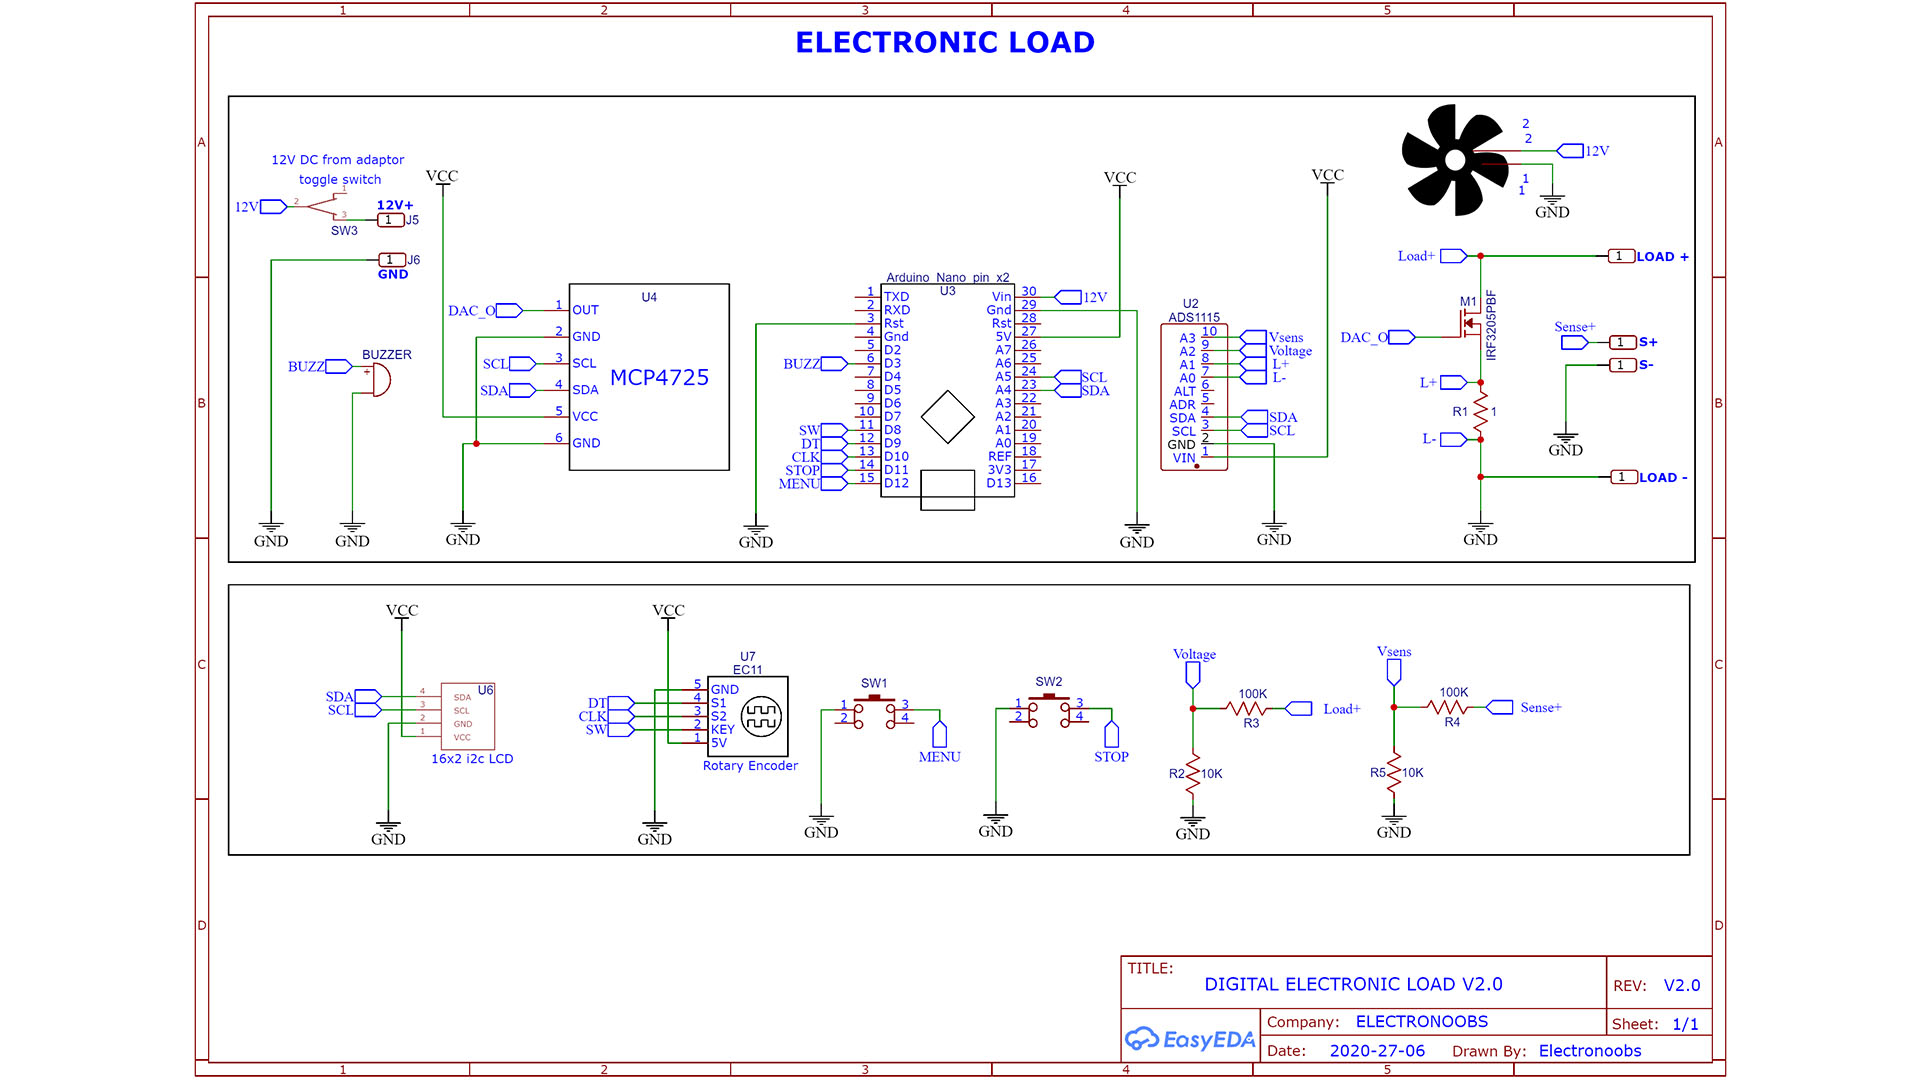 1 2 3 4 5
ELECTRONIC LOAD
A
B
C
D
A
B
C
D
12V DC from adaptor
toggle switch
12V
2
1
3
SW3
12V+
1
J5
1
J6
GND
GND
BUZZ
BUZZER
+
GND
VCC
DAC_O
SCL
SDA
1
2
3
4
5
6
U4
OUT
GND
SCL
SDA
VCC
GND
MCP4725
GND
Arduino_Nano_pin_x2
U3
1 TXD
2 RXD
3 Rst
4 Gnd
5 D2
BUZZ 6 D3
7 D4
8 D5
9 D6
10 D7
SW 11 D8
DT 12 D9
CLK 13 D10
STOP 14 D11
MENU 15 D12
Vin 30 12V
Gnd 29
Rst 28
5V 27
A7 26
A6 25
A5 24 SCL
A4 23 SDA
A3 22
A2 21
A1 20
A0 19
REF 18
3V3 17
D13 16
GND
VCC
GND
U2
ADS1115
A3 10 Vsens
A2 9 Voltage
A1 8 L+
A0 7 L-
ALT 6
ADR 5
SDA 4 SDA
SCL 3 SCL
GND 2
VIN 1
VCC
GND
2
2
12V
1
1
GND
Load+
1
LOAD +
M1
IRF3205PBF
DAC_O
L+
R1 1
L-
1
LOAD -
GND
Sense+
1
S+
1
S-
GND
VCC
SDA
SCL
4
3
2
1
U6
SDA
SCL
GND
VCC
16x2 i2c LCD
GND
VCC
U7
EC11
5 GND
DT 4 S1
CLK 3 S2
SW 2 KEY
1 5V
Rotary Encoder
GND
SW1
1 3
2 4
MENU
GND
SW2
1 3
2 4
STOP
GND
Voltage
100K
R3
Load+
R2 10K
GND
Vsens
100K
R4
Sense+
R5 10K
GND
TITLE:
DIGITAL ELECTRONIC LOAD V2.0
REV: V2.0
EasyEDA
Company: ELECTRONOOBS
Sheet: 1/1
Date: 2020-27-06 Drawn By: Electronoobs
1 2 3 4 5